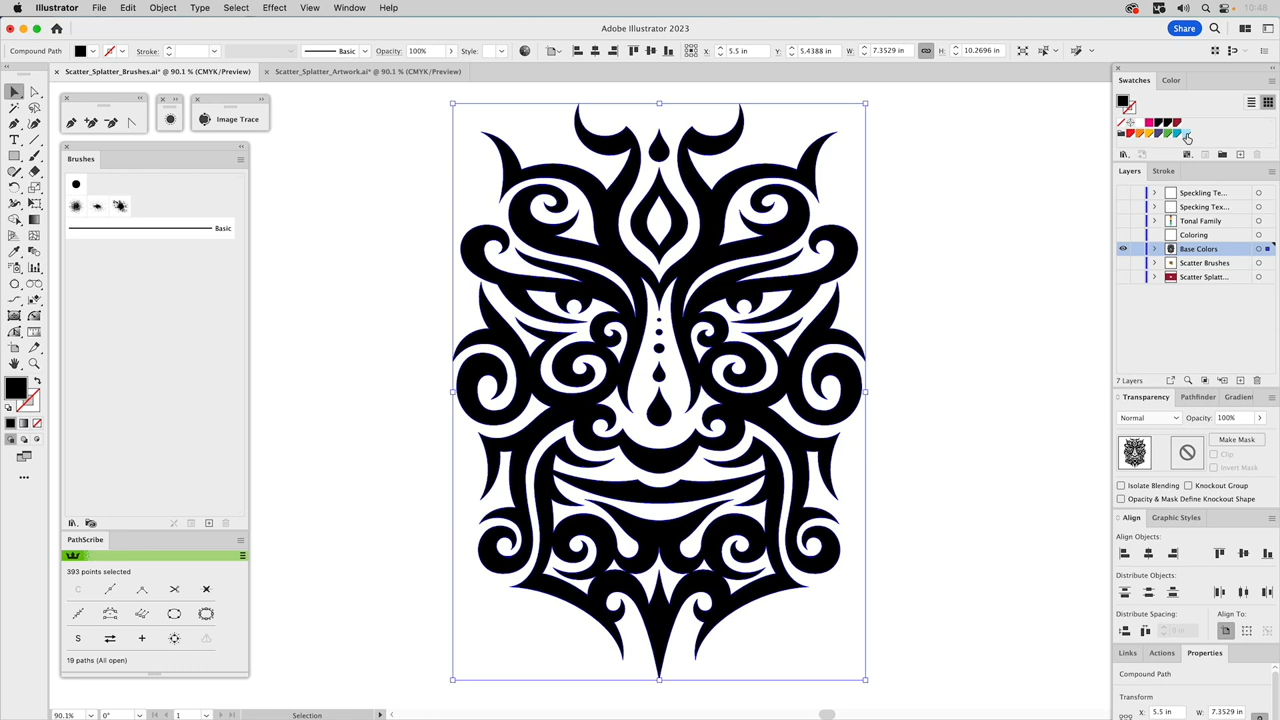 Illustrator File Edit Object Type Select Effect View Window Help 10:48
Adobe Illustrator 2023
Share
Compound Path Stroke: Basic Opacity: 100% Style: X: 5.5 in Y: 5.4388 in W: 7.3529 in H: 10.2696 in
Scatter_Splatter_Brushes.ai* @ 90.1 % (CMYK/Preview) Scatter_Splatter_Artwork.ai* @ 90.1 % (CMYK/Preview)
Image Trace
Brushes
Basic
PathScribe
393 points selected
19 paths (All open)
Swatches Color
Layers Stroke
Speckling Te...
Speckling Tex...
Tonal Family
Coloring
Base Colors
Scatter Brushes
Scatter Splatt...
7 Layers
Transparency Pathfinder Gradien
Normal Opacity: 100%
Make Mask
Clip
Invert Mask
Isolate Blending Knockout Group
Opacity & Mask Define Knockout Shape
Align Graphic Styles
Align Objects:
Distribute Objects:
Distribute Spacing: Align To:
0 in
Links Actions Properties
Compound Path
Transform
X: 5.5 in W: 7.3529 in
90.1% 0° 1 Selection